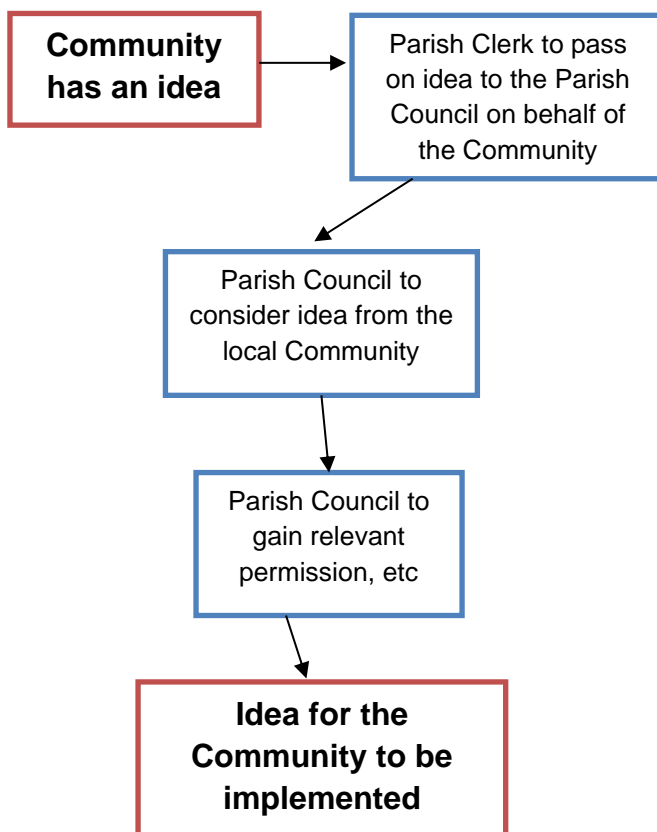 Community
has an idea
Parish Clerk to pass
on idea to the Parish
Council on behalf of
the Community
Parish Council to
consider idea from the
local Community
Parish Council to
gain relevant
permission, etc
Idea for the
Community to be
implemented